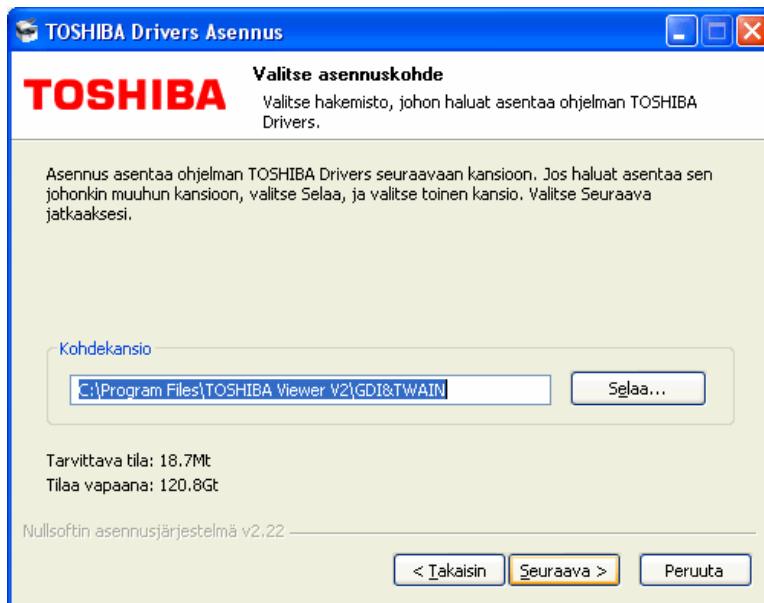 TOSHIBA Drivers Asennus
TOSHIBA
Valitse asennuskohde
Valitse hakemisto, johon haluat asentaa ohjelman TOSHIBA
Drivers.
Asennus asentaa ohjelman TOSHIBA Drivers seuraavaan kansioon. Jos haluat asentaa sen
johonkin muuhun kansioon, valitse Selaa, ja valitse toinen kansio. Valitse Seuraava
jatkaaksesi.
Kohdekansio
C:\Program Files\TOSHIBA Viewer V2\GDI&TWAIN
Selaa...
Tarvittava tila: 18.7Mt
Tilaa vapaana: 120.8Gt
Nullsoftin asennusjärjestelmä v2.22
< Takaisin Seuraava > Peruuta